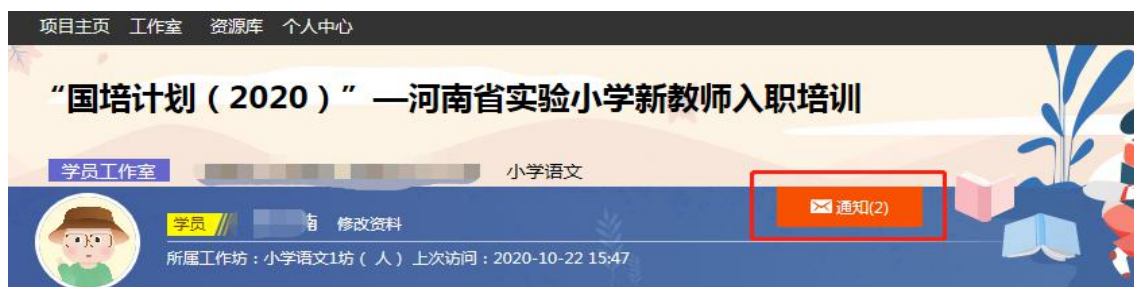 项目主页 工作室 资源库 个人中心
“国培计划（2020）”—河南省实验小学新教师入职培训
学员工作室 小学语文
通知(2)
学员 南 修改资料
所属工作坊：小学语文1坊（ 人）上次访问：2020-10-22 15:47